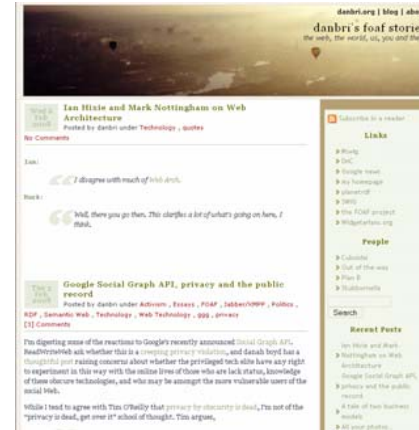 danbri.org | blog |
danbri's foaf
the web, the world, us, you and the
Ian Hixie and Mark Nottingham on Web
Architecture
Posted by danbri under Technology , quotes
No Comments
Ian:
I disagree with much of Web Arch.
Mark:
Well, there you go then. This clarifies a lot of what's going on here, I
think.
Google Social Graph API, privacy and the public
record
Posted by danbri under Activism , Essays , FOAF , Jabber/XMPP , Politics ,
RDF , Semantic Web , Technology , Web Technology , ggg , privacy
[3] Comments
I'm digesting some of the reactions to Google's recently announced Social Graph API.
ReadWriteWeb ask whether this is a creeping privacy violation, and danah boyd has a
thoughtful post raising concerns about whether the privileged tech elite have any right
to experiment in this way with the online lives of those who are lack status, knowledge
of these obscure technologies, and who may be amongst the more vulnerable users of the
social Web.
While I tend to agree with Tim O'Reilly that privacy by obscurity is dead, I'm not of the
"privacy is dead, get over it" school of thought. Tim argues,
Subscribe in a reader
Links
Google news
my homepage
planetrdf
SWIG
the FOAF project
Widgetarians.org
People
Cubicide
Out of the way
Plan B
Search
Recent Posts
Ian Hixie and Mark
Nottingham on Web
Architecture
Google Social Graph API,
privacy and the public
record
A tale of two business
models
All your photos...